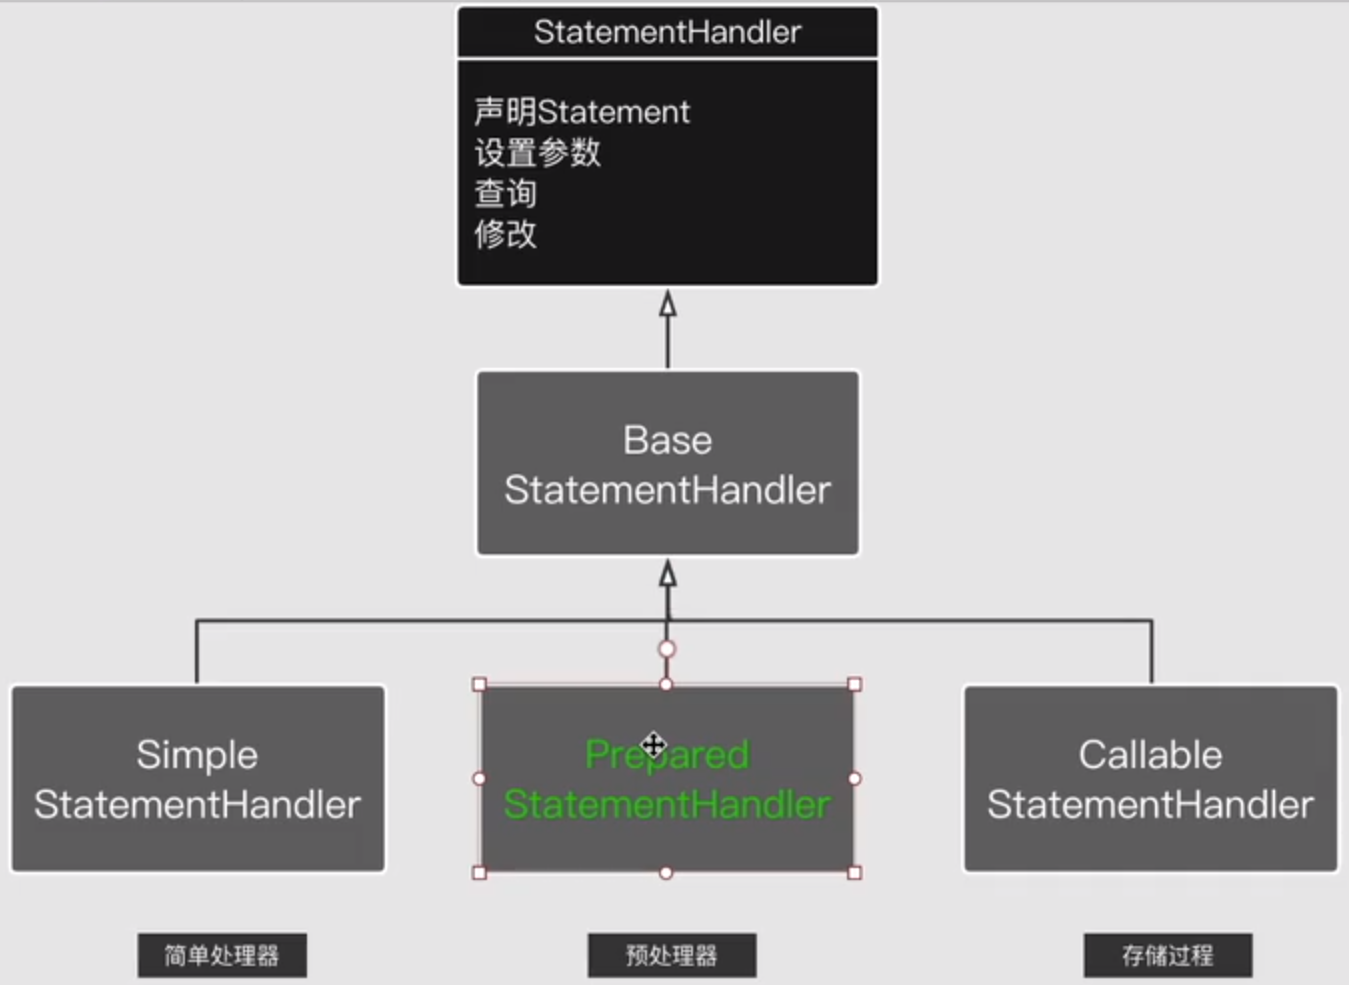 StatementHandler
声明Statement
设置参数
查询
修改
Base
StatementHandler
Simple
StatementHandler
Prepared
StatementHandler
Callable
StatementHandler
简单处理器
预处理器
存储过程